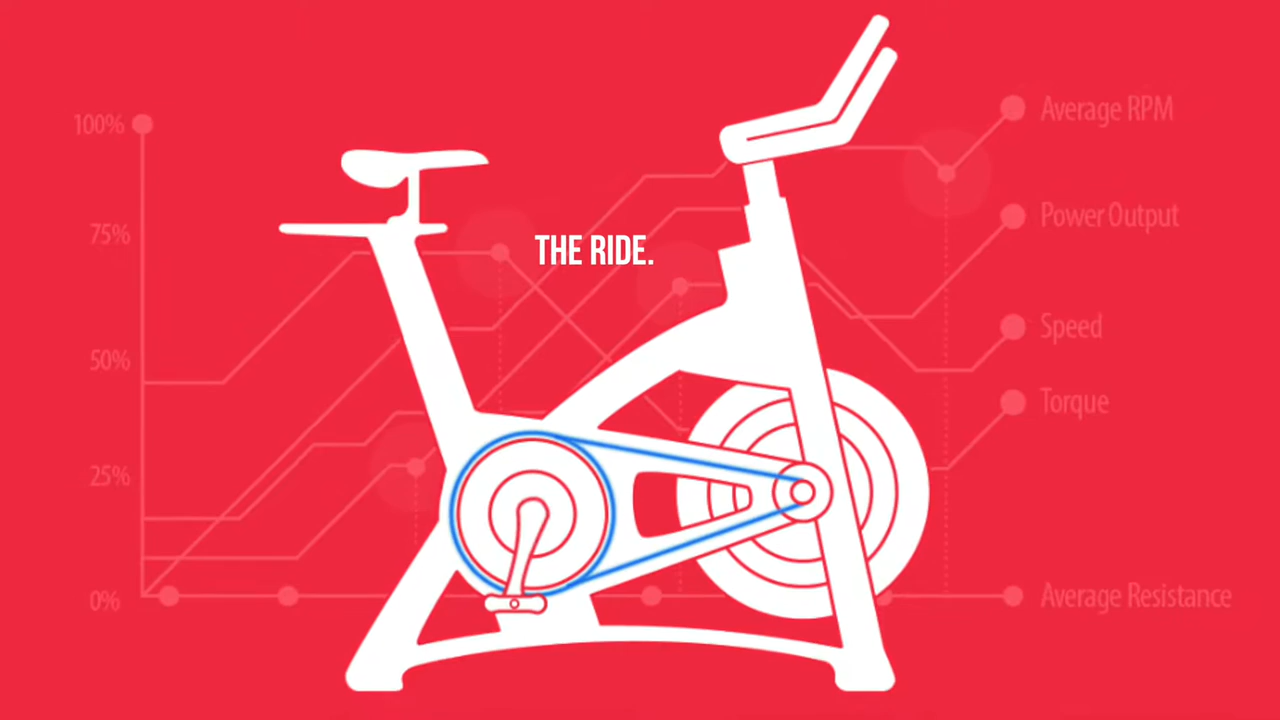 100%
Average RPM
Power Output
75%
THE RIDE.
Speed
50%
Torque
25%
0%
Average Resistance